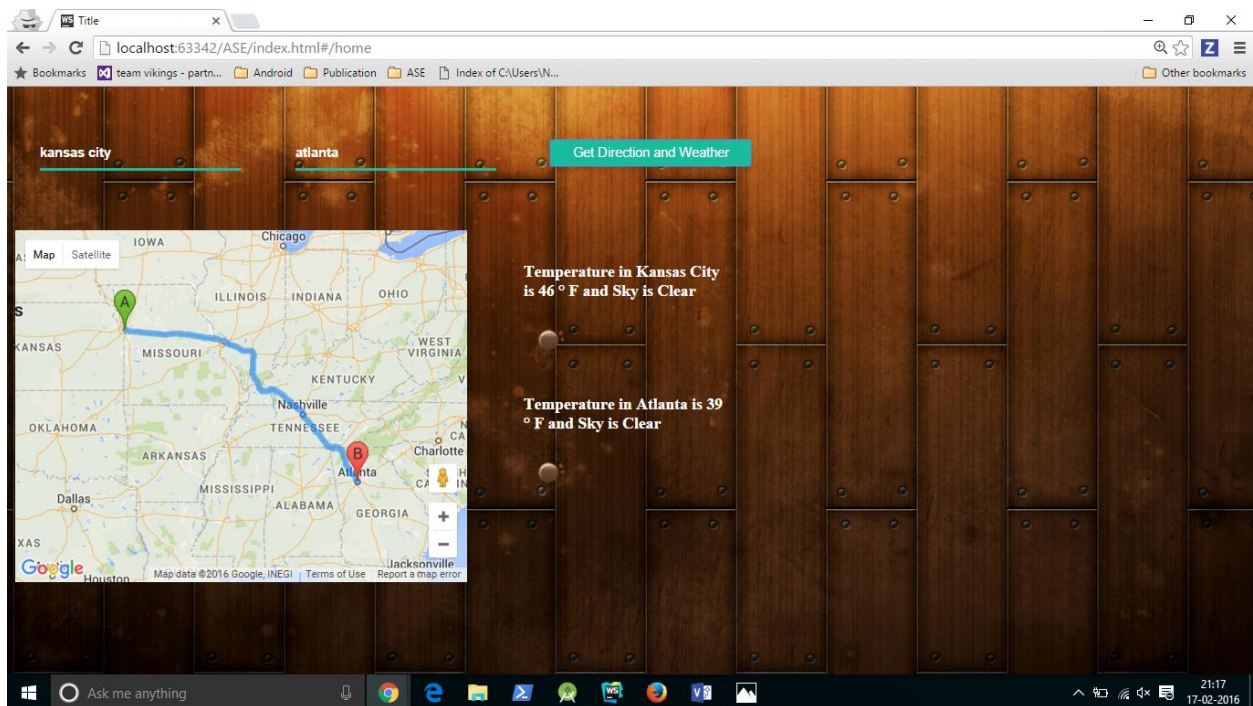 WS Title
localhost:63342/ASE/index.html#/home
Z
Bookmarks team vikings - partn... Android Publication ASE Index of C:\Users\N... Other bookmarks
kansas city atlanta Get Direction and Weather
Map Satellite
IOWA
Chicago
ILLINOIS
INDIANA
OHIO
KANSAS
MISSOURI
WEST
VIRGINIA
KENTUCKY
Nashville
TENNESSEE
OKLAHOMA
ARKANSAS
Charlotte
Atlanta
MISSISSIPPI
Dallas
ALABAMA
GEORGIA
Jacksonville
Houston
A
B
+
−
Google
Map data ©2016 Google, INEGI Terms of Use Report a map error
Temperature in Kansas City
is 46 ° F and Sky is Clear
Temperature in Atlanta is 39
° F and Sky is Clear
Ask me anything
WS
21:17
17-02-2016